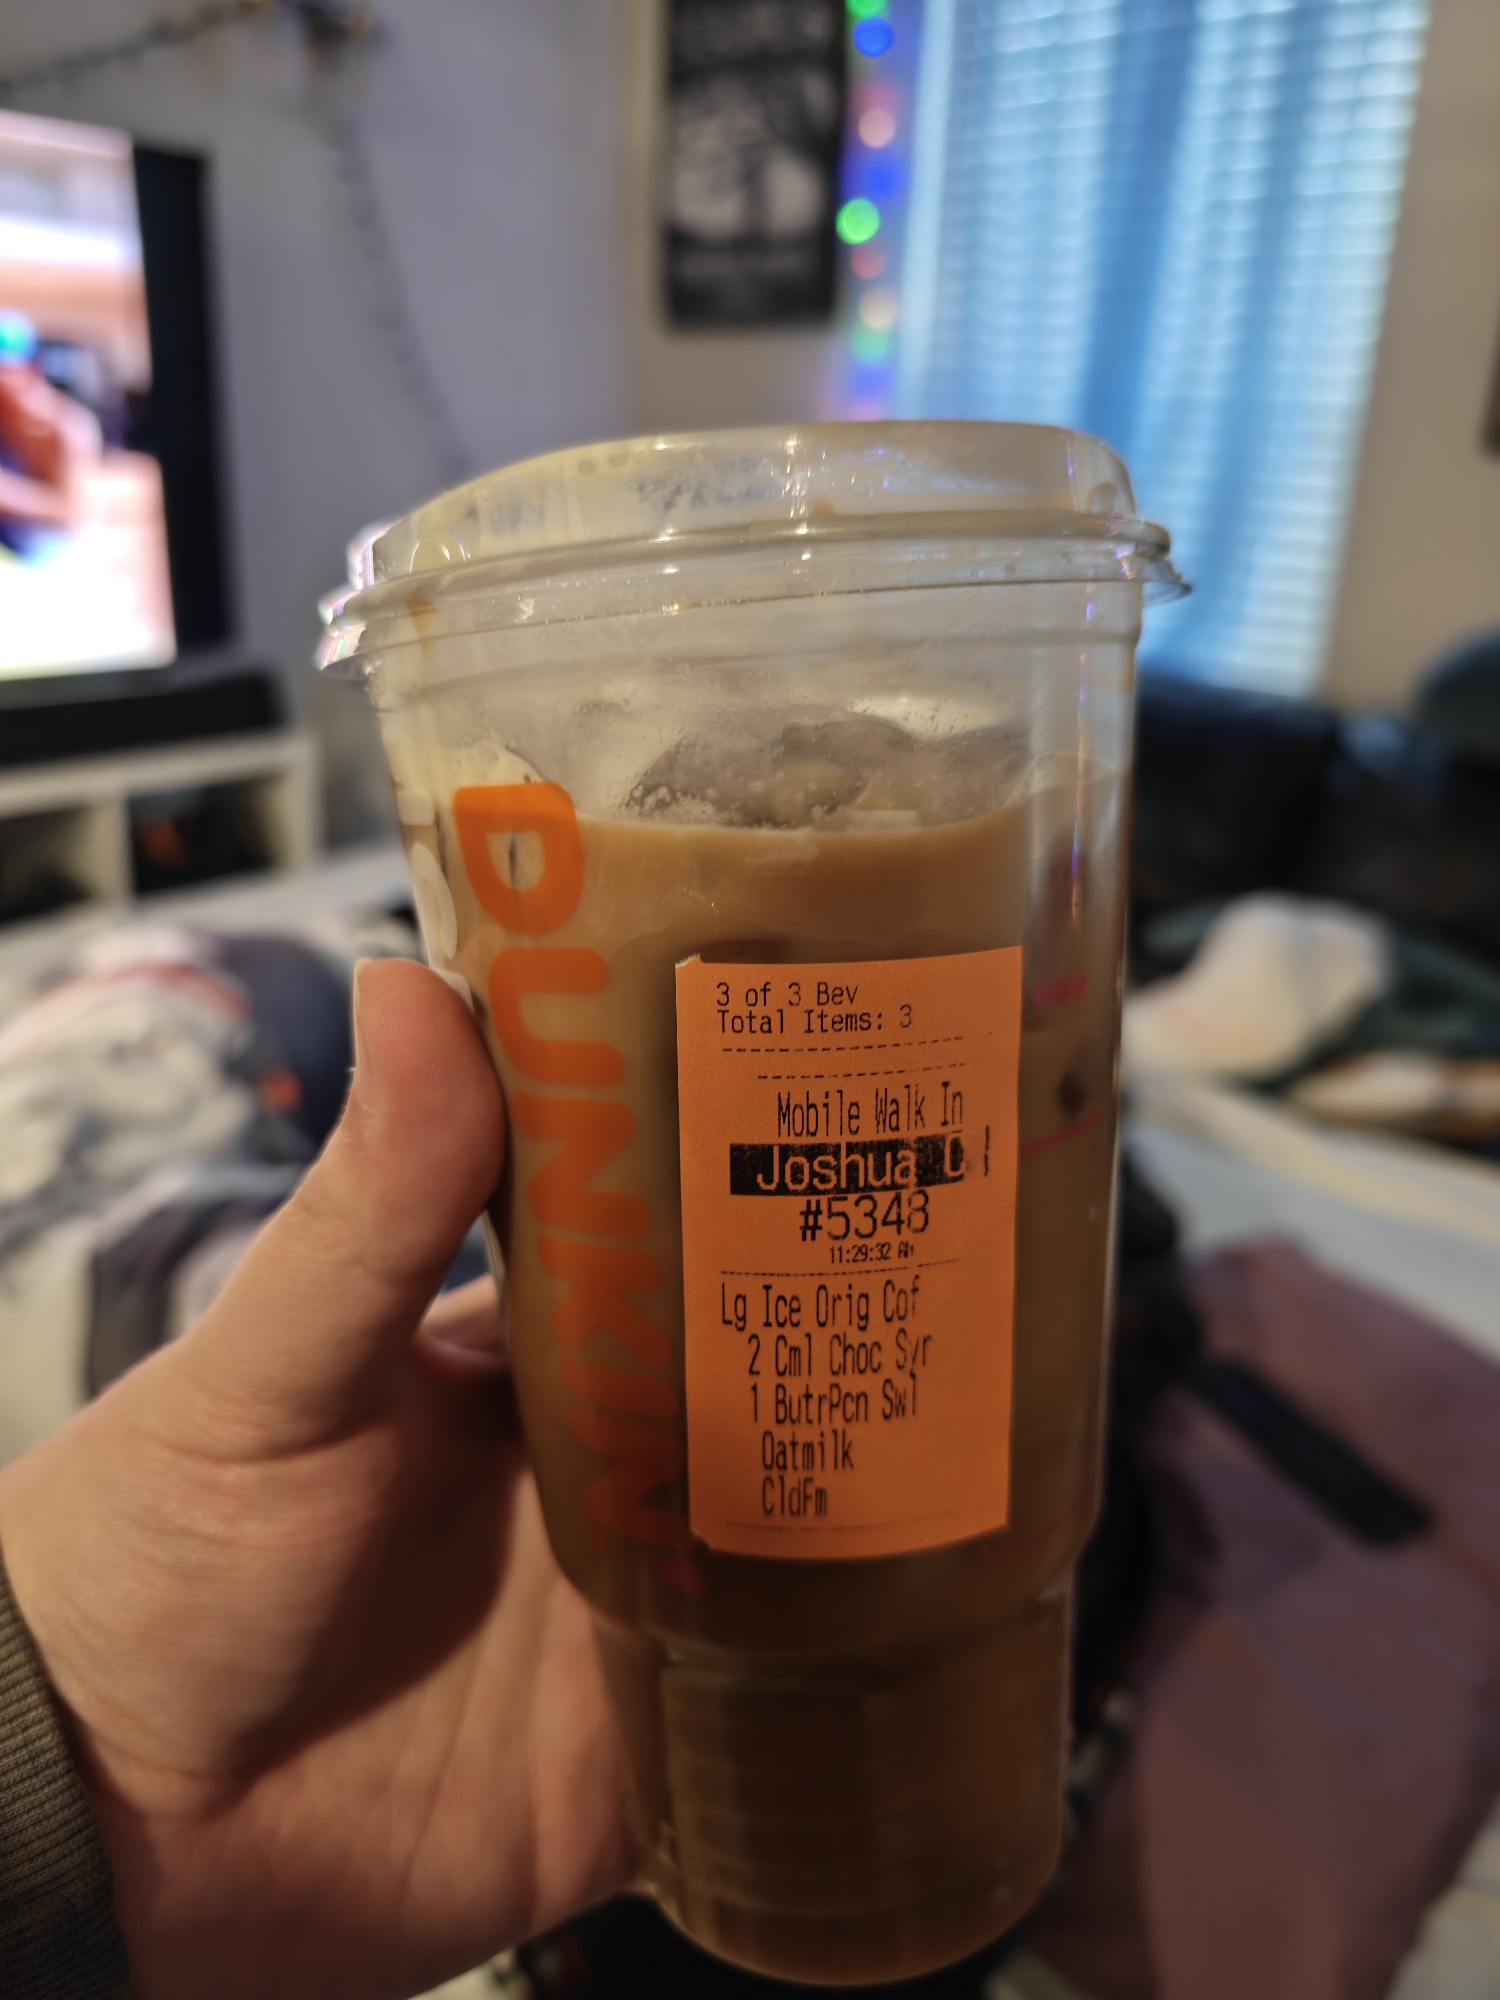 DUNKIN'
3 of 3 Bev
Total Items: 3
Mobile Walk In
Joshua
#5348
11:29:32 AM
Lg Ice Orig Cof
2 Cml Choc Syr
1 ButrPcn Swl
Oatmilk
CldFm